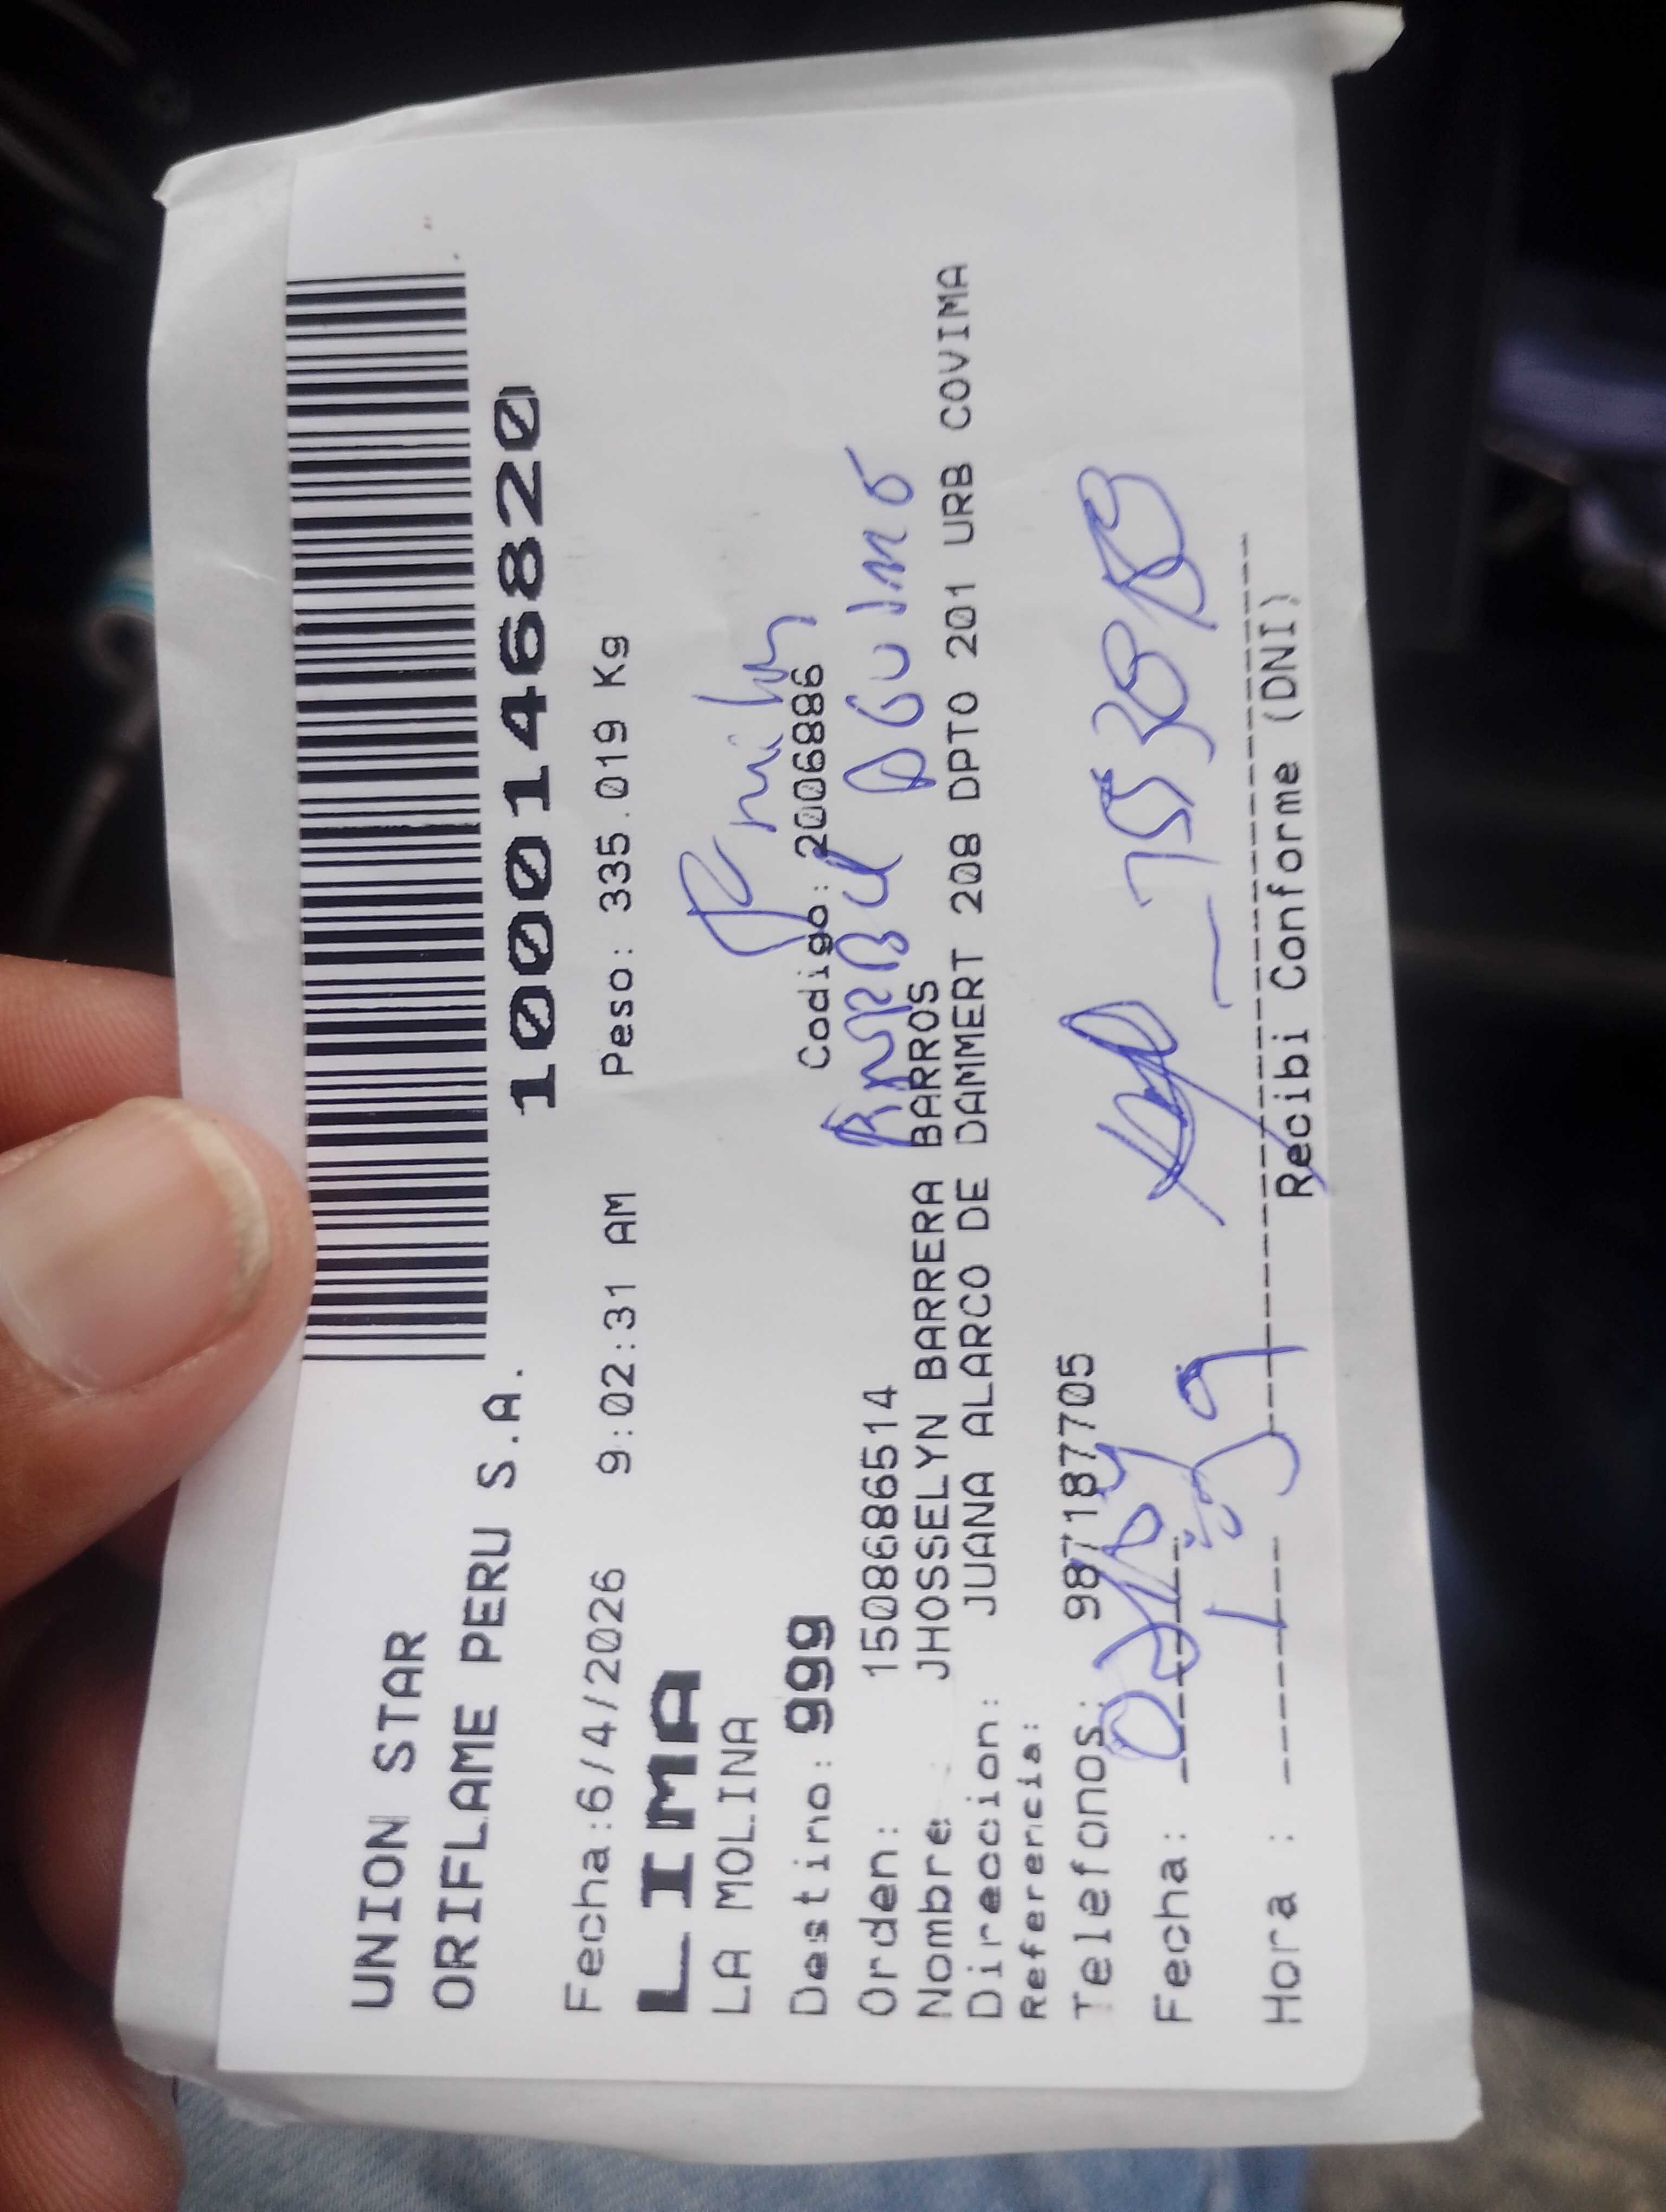 UNION STAR
ORIFLAME PERU S.A.
1000146820
Fecha:6/4/2026 9:02:31 AM Peso: 335.019 Kg
LIMA
LA MOLINA
Familia
Destino: 999 Codigo: 2006886
Orden: 1508686514
Nombre: JHOSSELYN BARRERA BARROS
Direccion: JUANA ALARCO DE DAMMERT 208 DPTO 201 URB COVIMA
Referencia:
Telefonos: 987187705
Fecha:
Hora :
Recibi Conforme (DNI)